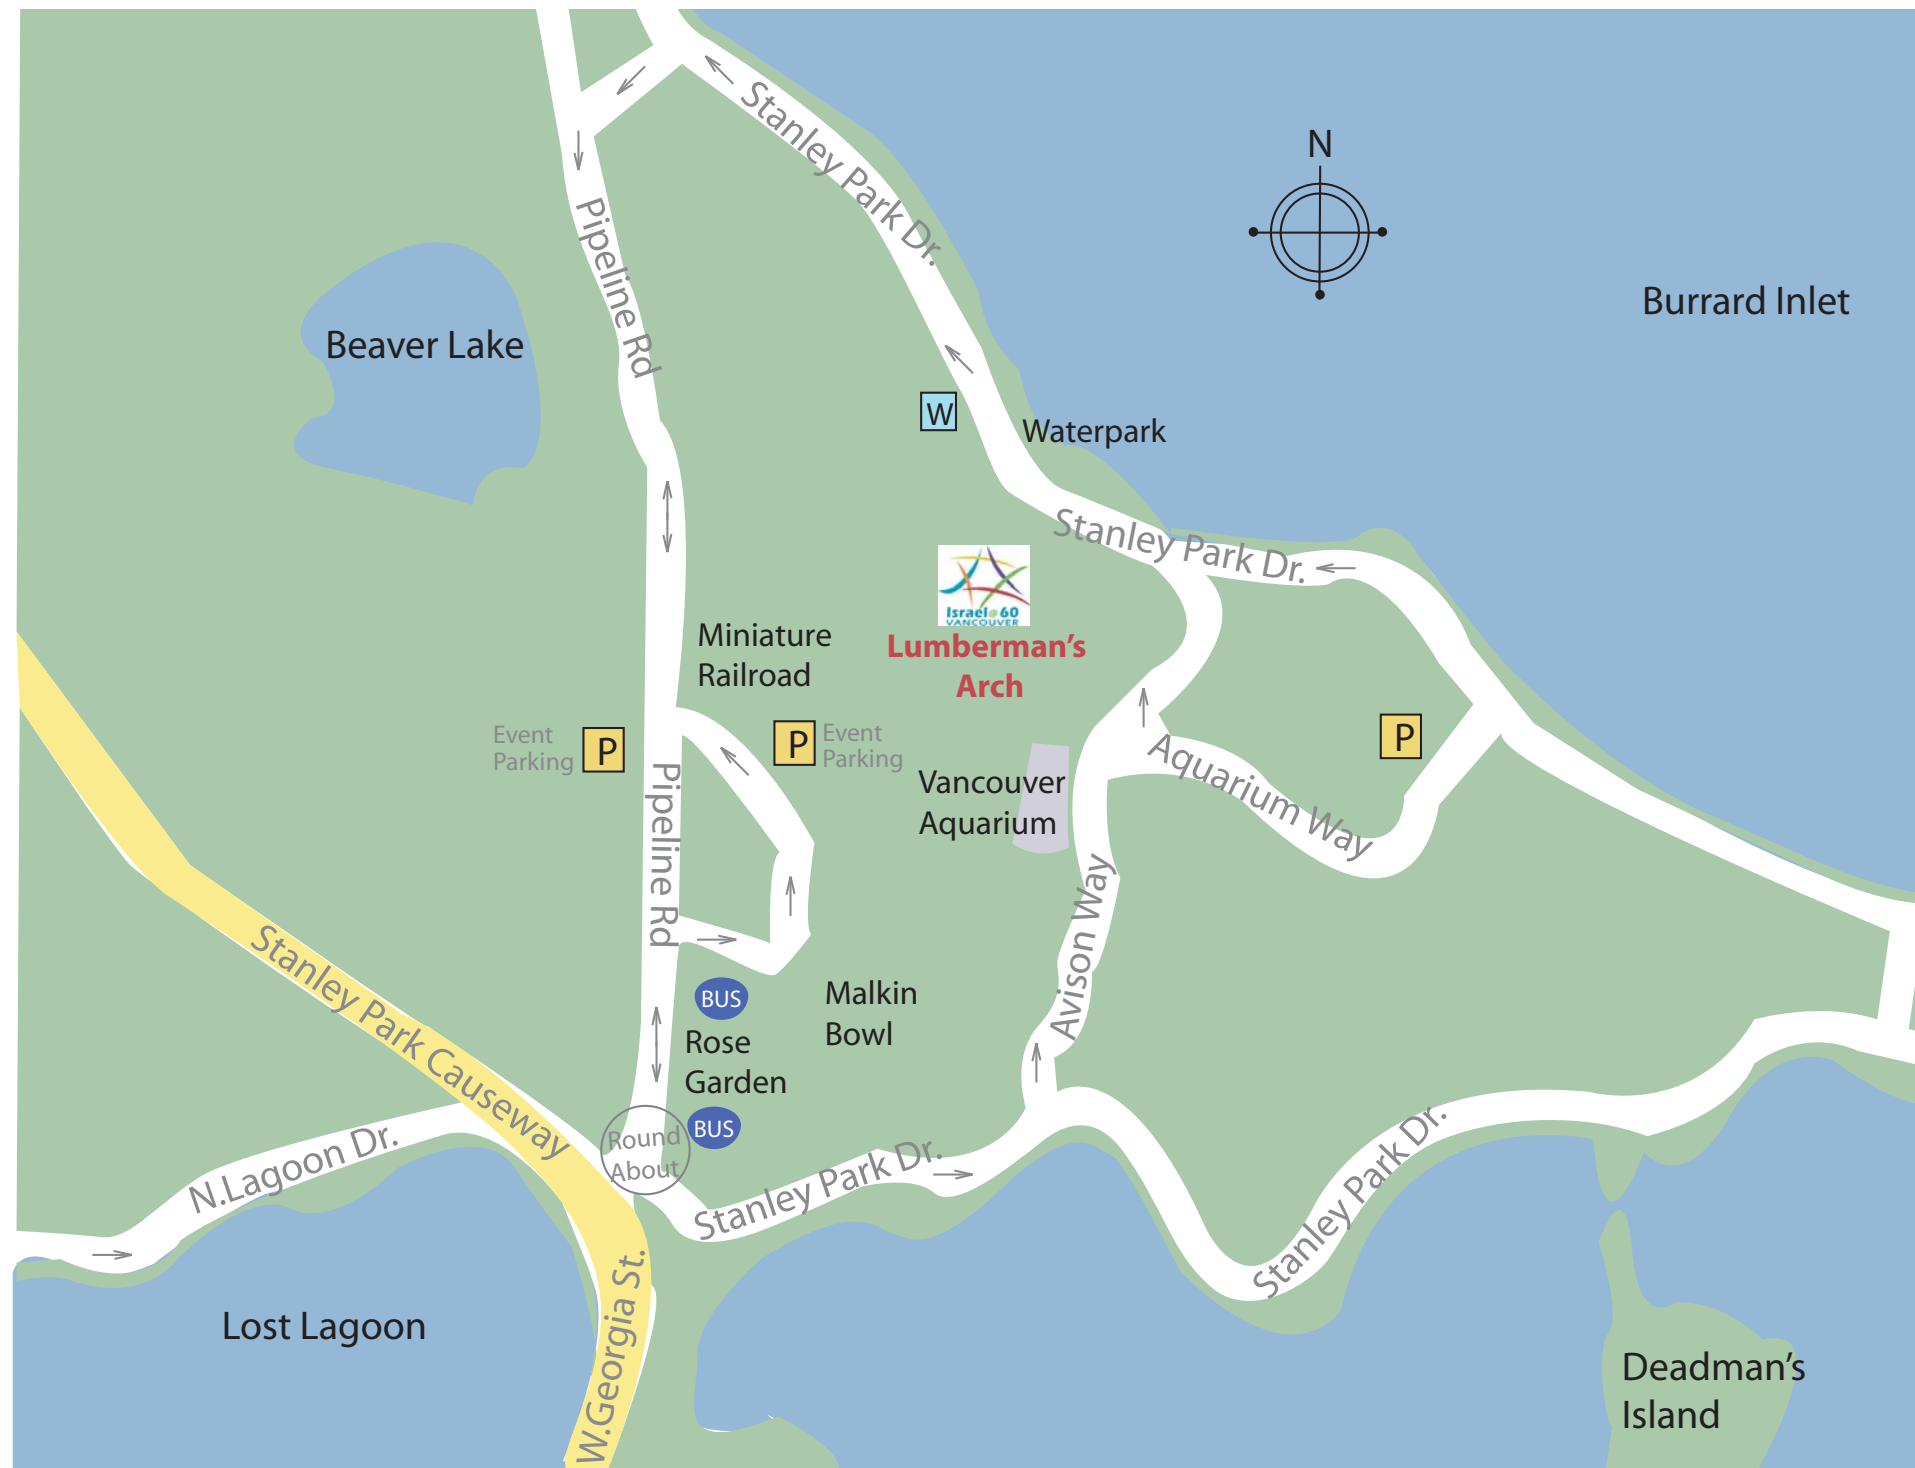 N
Stanley Park Dr.
Pipeline Rd
Burrard Inlet
Beaver Lake
W
Waterpark
Stanley Park Dr.
Israel@60
VANCOUVER
Lumberman's
Arch
Miniature
Railroad
Event
Parking
P
P
Event
Parking
P
Vancouver
Aquarium
Aquarium Way
Pipeline Rd
Avison Way
Stanley Park Causeway
BUS
Malkin
Bowl
Rose
Garden
BUS
Round
About
N.Lagoon Dr.
Stanley Park Dr.
Stanley Park Dr.
W.Georgia St.
Lost Lagoon
Deadman's
Island